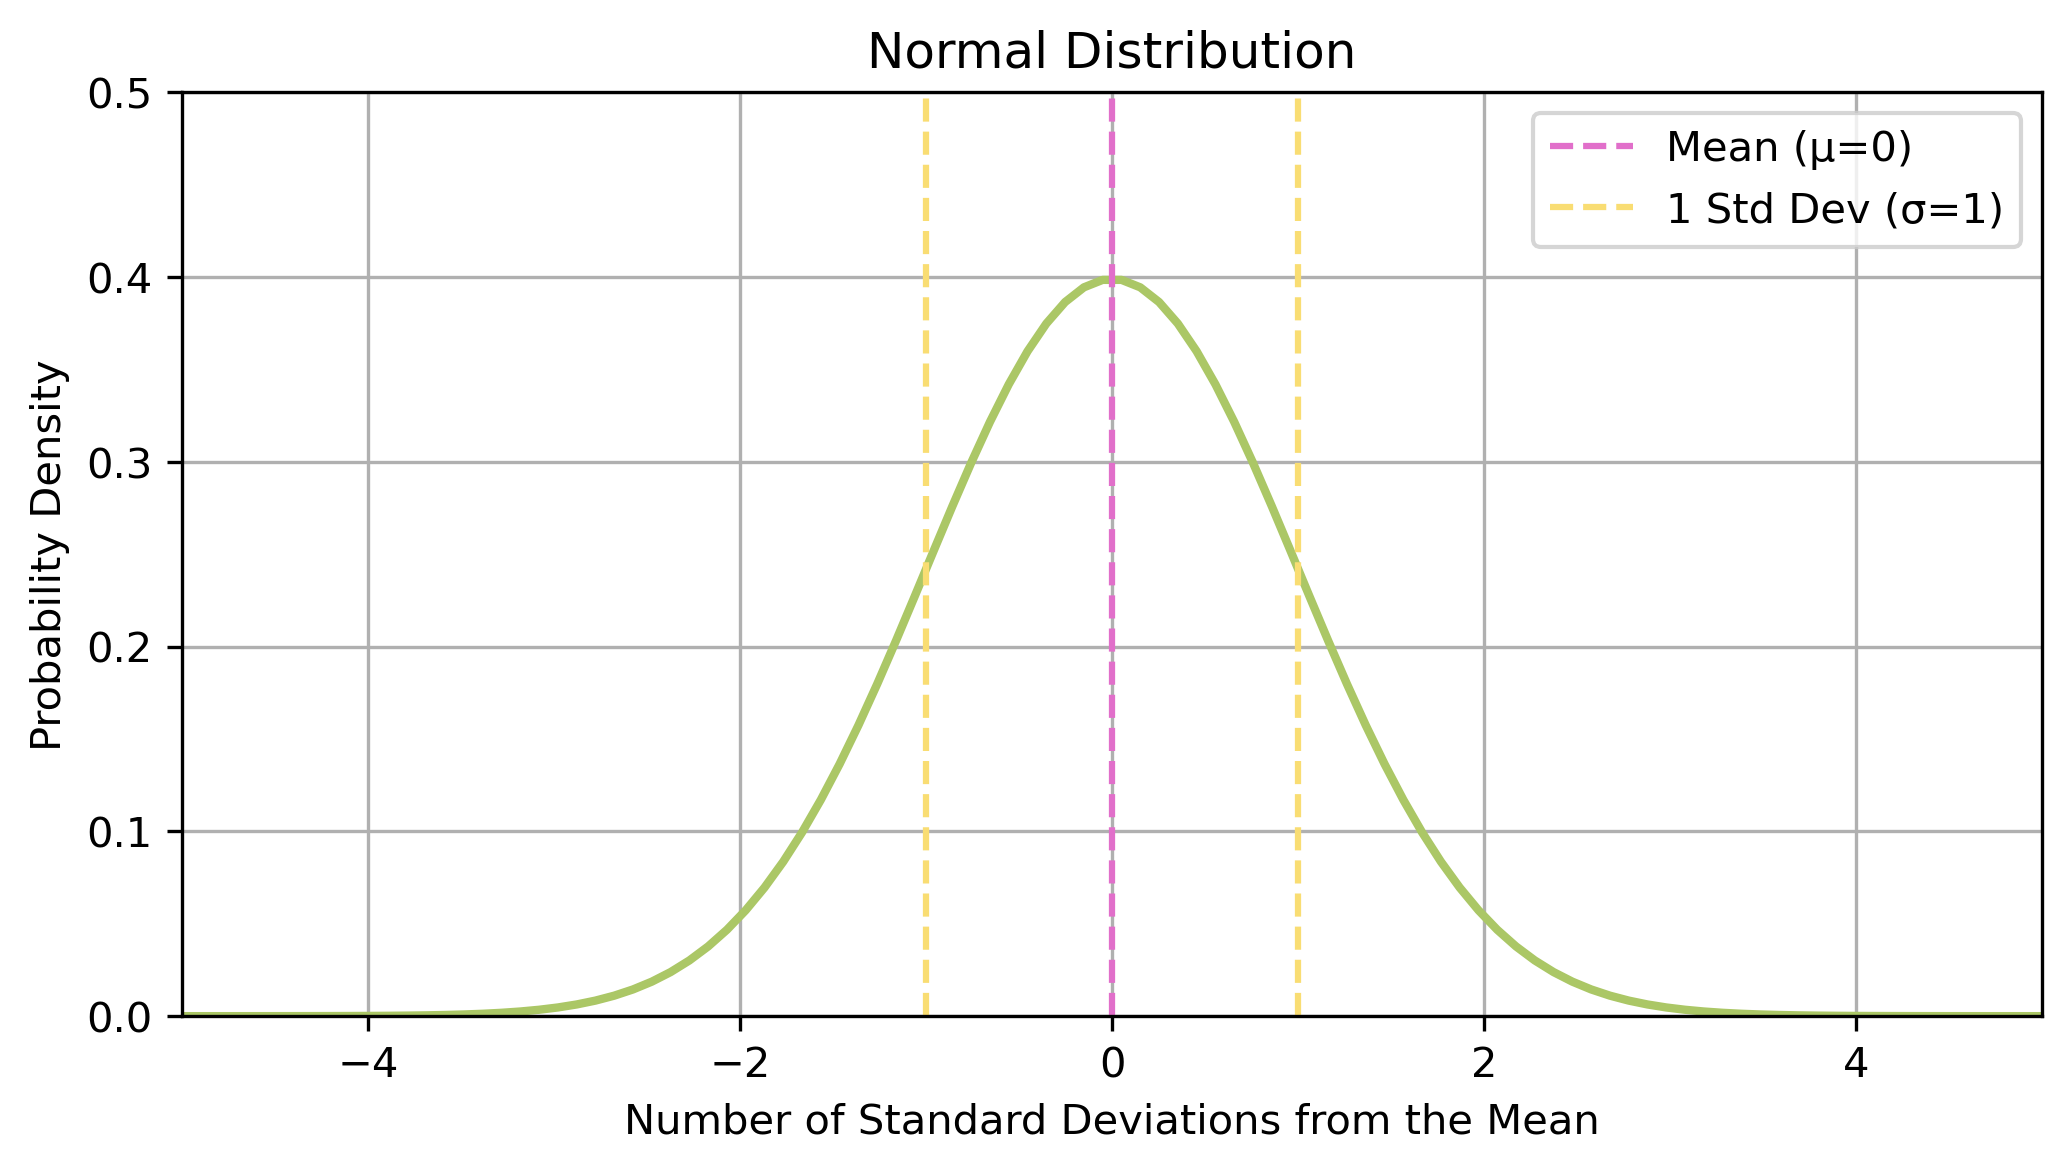 Normal Distribution
Mean (μ=0)
1 Std Dev (σ=1)
Probability Density
0.5
0.4
0.3
0.2
0.1
0.0
−4
−2
0
2
4
Number of Standard Deviations from the Mean